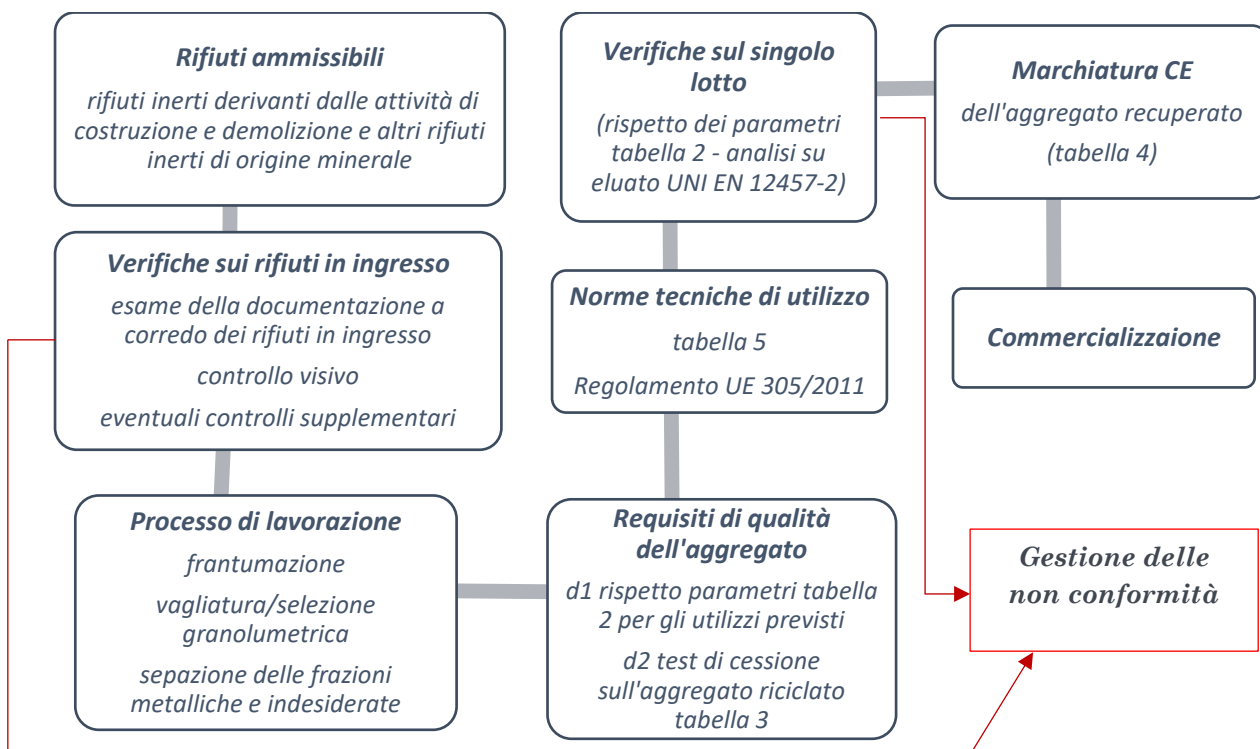 Rifiuti ammissibili
rifiuti inerti derivanti dalle attività di
costruzione e demolizione e altri rifiuti
inerti di origine minerale
Verifiche sui rifiuti in ingresso
esame della documentazione a
corredo dei rifiuti in ingresso
controllo visivo
eventuali controlli supplementari
Processo di lavorazione
frantumazione
vagliatura/selezione
granolumetrica
sepazione delle frazioni
metalliche e indesiderate
Requisiti di qualità
dell'aggregato
d1 rispetto parametri tabella
2 per gli utilizzi previsti
d2 test di cessione
sull'aggregato riciclato
tabella 3
Norme tecniche di utilizzo
tabella 5
Regolamento UE 305/2011
Verifiche sul singolo
lotto
(rispetto dei parametri
tabella 2 - analisi su
eluato UNI EN 12457-2)
Marchiatura CE
dell'aggregato recuperato
(tabella 4)
Commercializzaione
Gestione delle
non conformità